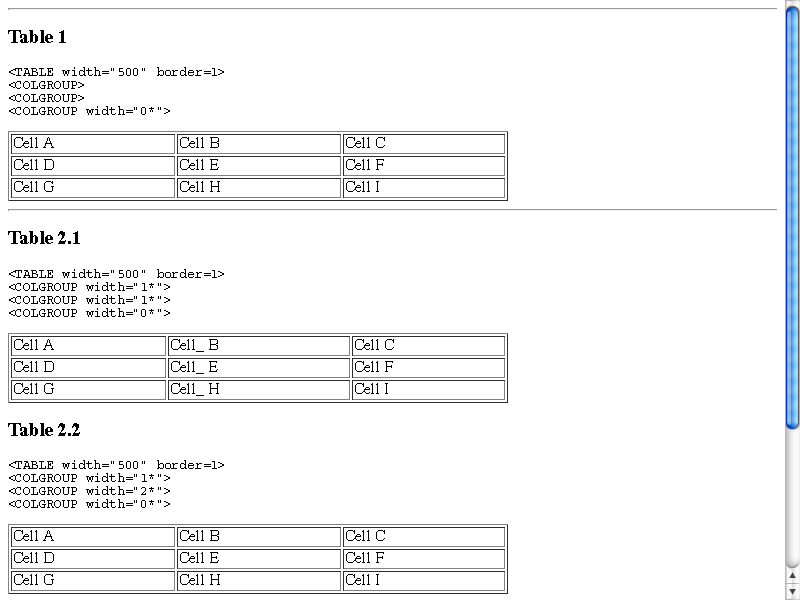 Table 1
<TABLE width="500" border=1>
<COLGROUP>
<COLGROUP>
<COLGROUP width="0*">
Cell A Cell B Cell C
Cell D Cell E Cell F
Cell G Cell H Cell I
Table 2.1
<TABLE width="500" border=1>
<COLGROUP width="1*">
<COLGROUP width="1*">
<COLGROUP width="0*">
Cell A Cell_ B Cell C
Cell D Cell_ E Cell F
Cell G Cell_ H Cell I
Table 2.2
<TABLE width="500" border=1>
<COLGROUP width="1*">
<COLGROUP width="2*">
<COLGROUP width="0*">
Cell A Cell B Cell C
Cell D Cell E Cell F
Cell G Cell H Cell I